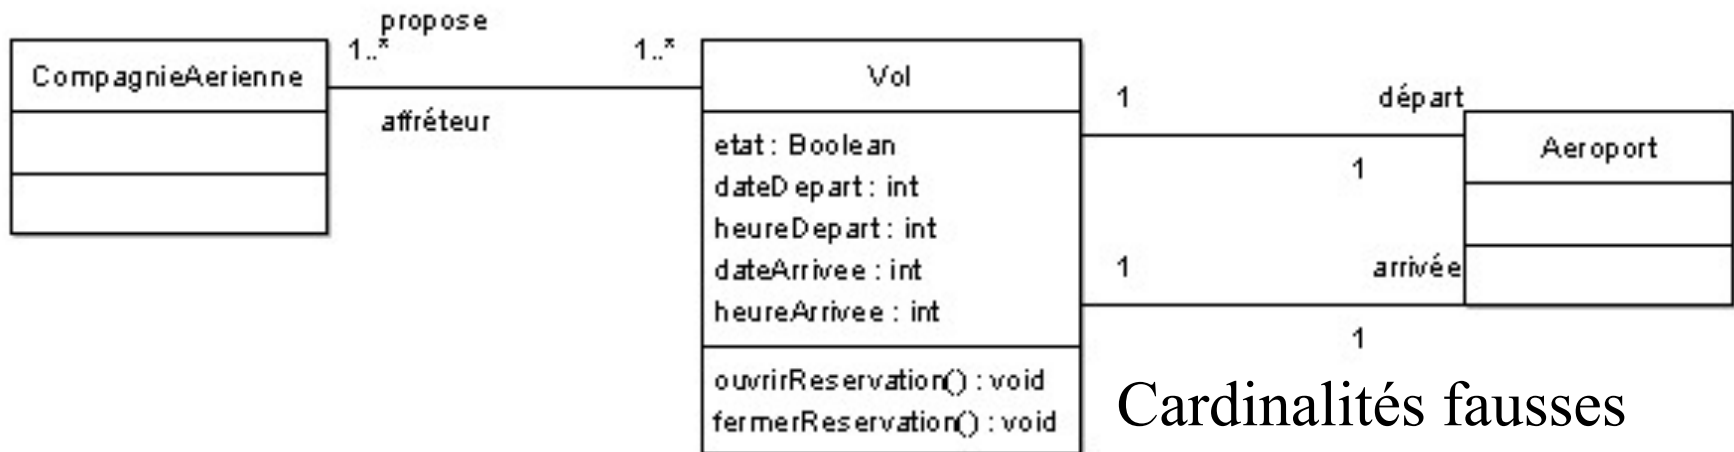 propose
1..*
1..*
CompagnieAerienne
affréteur
Vol
etat : Boolean
dateDepart : int
heureDepart : int
dateArrivee : int
heureArrivee : int
ouvrirReservation() : void
fermerReservation() : void
1
départ
1
Aeroport
1
arrivée
1
Cardinalités fausses